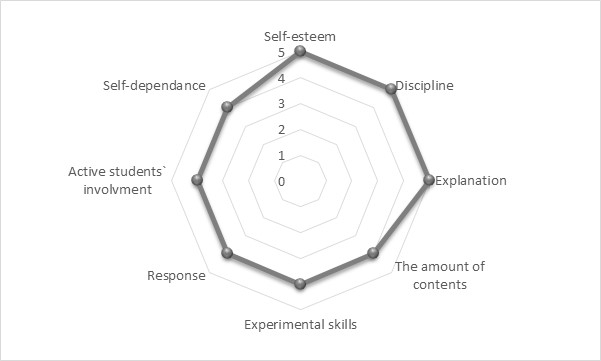 Self-esteem
5
Self-dependance
Discipline
4
3
2
Active students`
involvment
1
0
Explanation
The amount of
contents
Response
Experimental skills